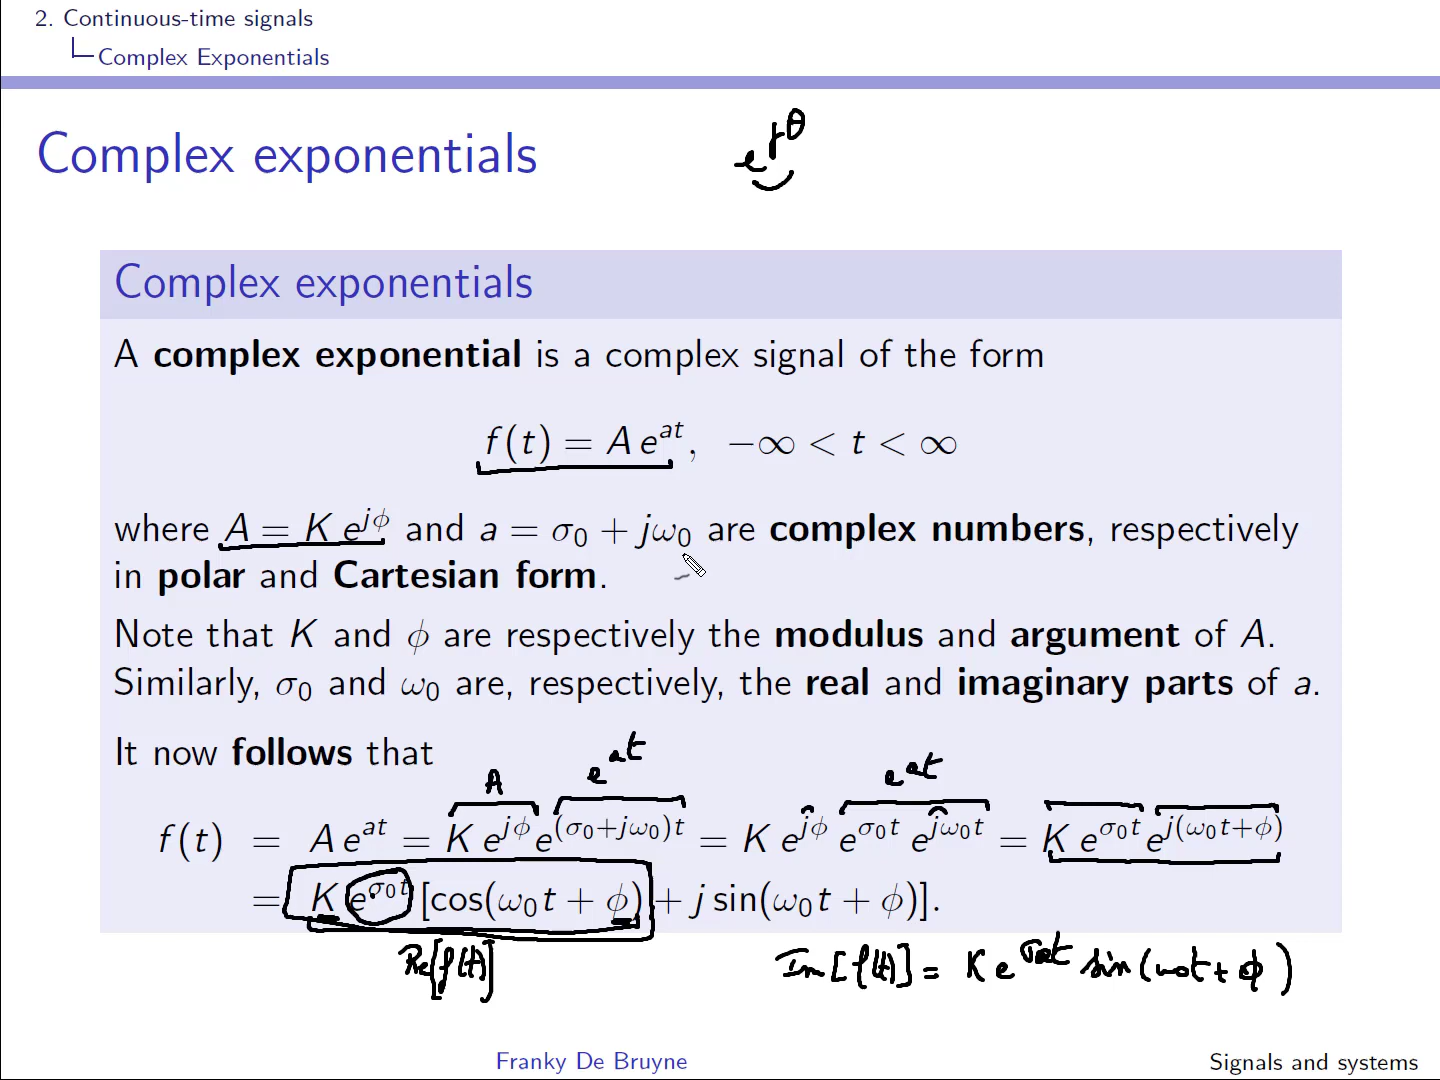 2. Continuous-time signals
Complex Exponentials
Complex exponentials
e^{jθ}
Complex exponentials
A complex exponential is a complex signal of the form
f(t) = A e^{at}, −∞ < t < ∞
where A = K e^{jϕ} and a = σ₀ + jω₀ are complex numbers, respectively
in polar and Cartesian form.
Note that K and ϕ are respectively the modulus and argument of A.
Similarly, σ₀ and ω₀ are, respectively, the real and imaginary parts of a.
It now follows that
A e^{at} e^{at}
f(t) = A e^{at} = K e^{jϕ} e^{(σ₀+jω₀)t} = K e^{jϕ} e^{σ₀t} e^{jω₀t} = K e^{σ₀t} e^{j(ω₀t+ϕ)}
= K e^{σ₀t} [cos(ω₀t + ϕ) + j sin(ω₀t + ϕ)].
Re[f(t)] Im[f(t)] = K e^{σ₀t} sin(ω₀t + ϕ)
Franky De Bruyne Signals and systems